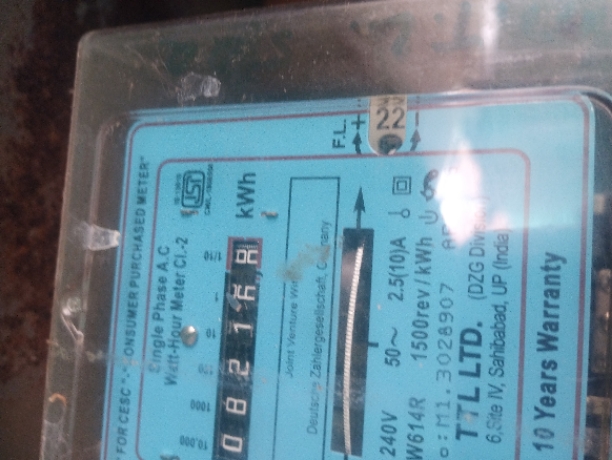 FOR CESC "-" CONSUMER PURCHASED METER"
Single Phase A.C.
Watt-Hour Meter Cl.-2
ISI
10,000 1000 100 10 1 1/10
0 8 2 1
kWh
Joint Venture
Deutsche Zahlergesellschaft,
F.L.
+ 22 -
240V 50~ 2.5(10)A
W614R 1500rev/kWh
o:M1.3028907
TTL LTD. (DZG Division)
6,Site IV, Sahibabad, UP (India)
10 Years Warranty